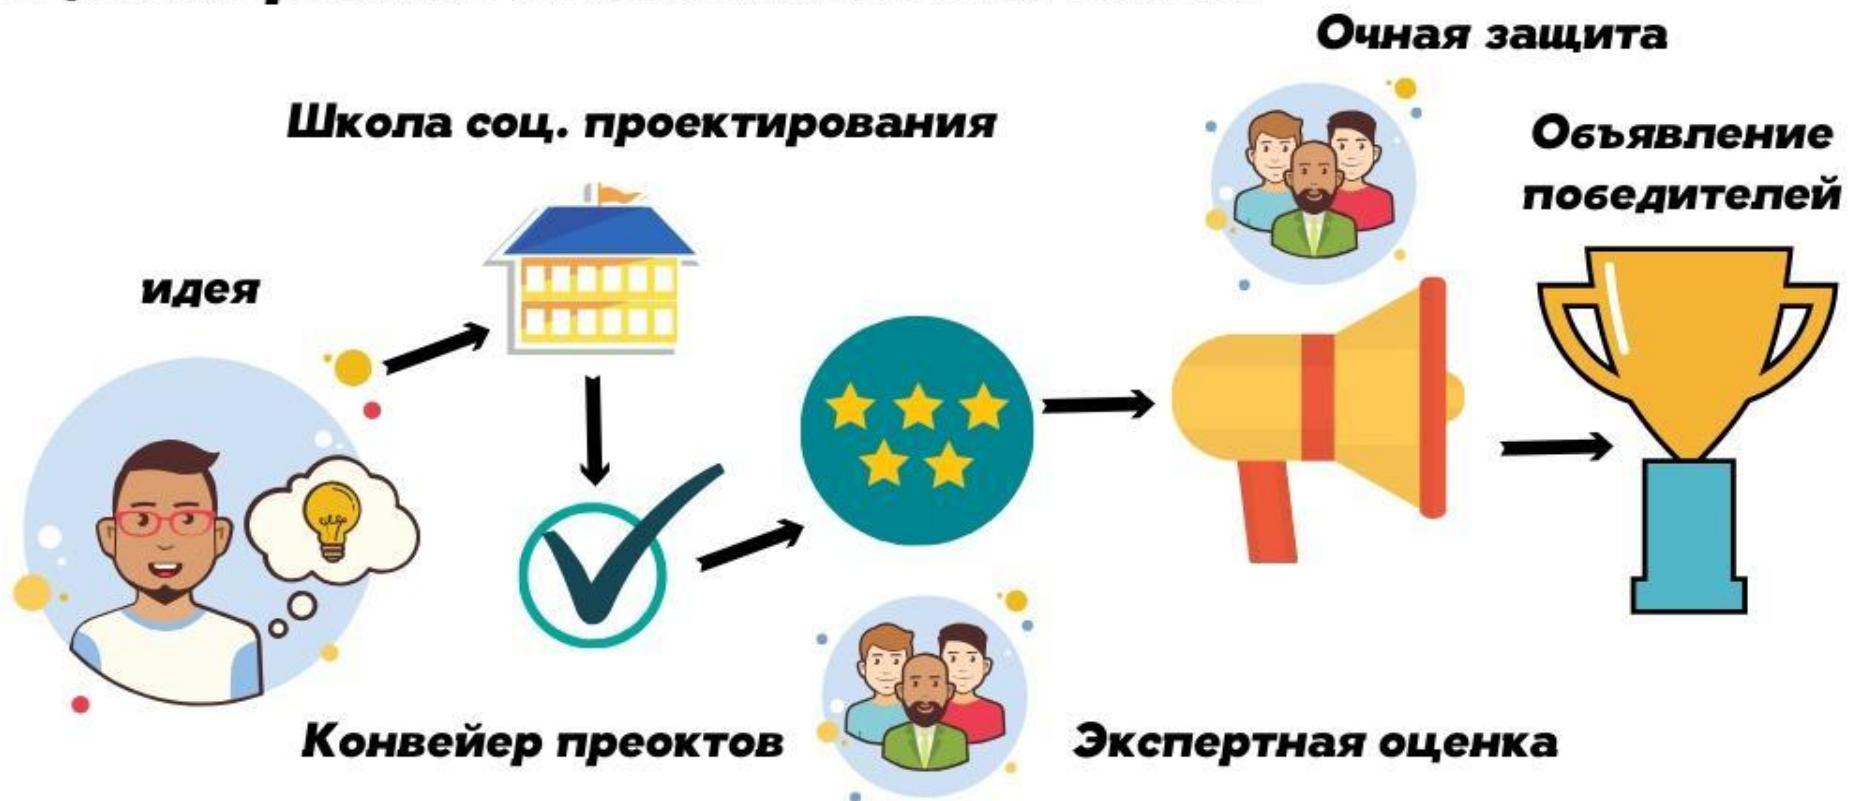 Очная защита
Школа соц. проектирования
Объявление
победителей
идея
Конвейер преоктов
Экспертная оценка